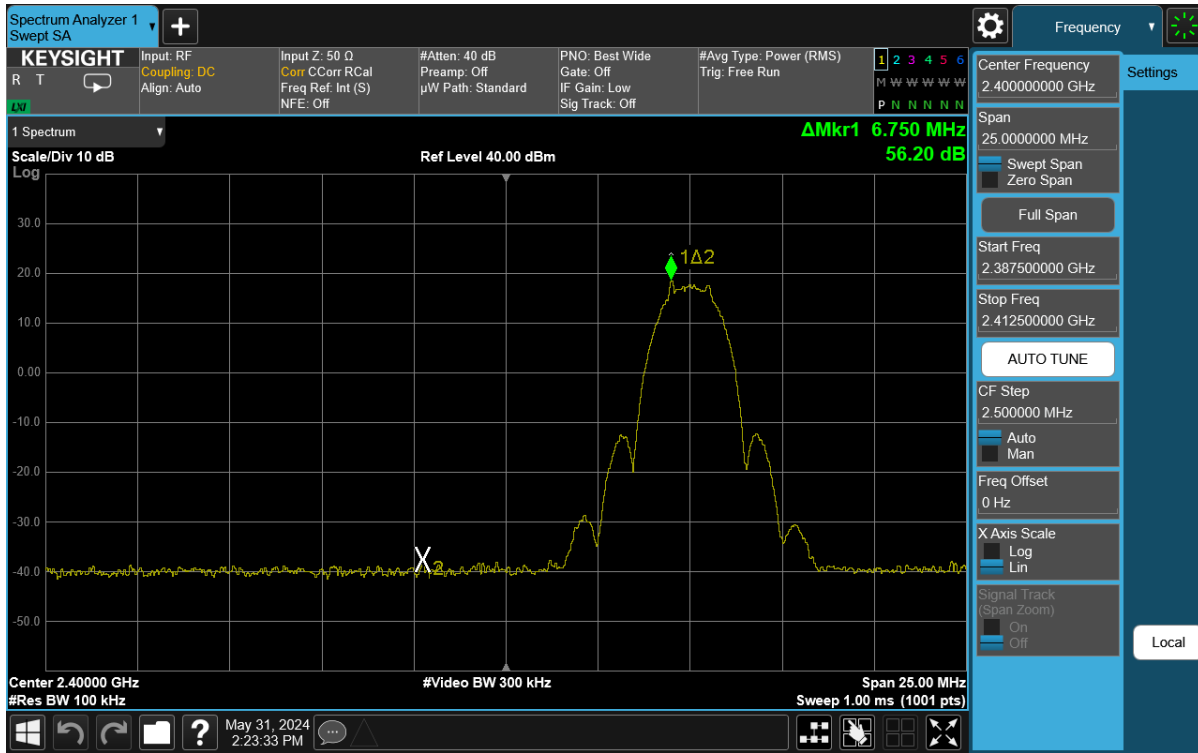 Spectrum Analyzer 1
Swept SA
+
Frequency
KEYSIGHT
R T
LXI
Input: RF
Coupling: DC
Align: Auto
Input Z: 50 Ω
Corr CCorr RCal
Freq Ref: Int (S)
NFE: Off
#Atten: 40 dB
Preamp: Off
µW Path: Standard
PNO: Best Wide
Gate: Off
IF Gain: Low
Sig Track: Off
#Avg Type: Power (RMS)
Trig: Free Run
1 2 3 4 5 6
M W W W W W
P N N N N N
1 Spectrum
ΔMkr1 6.750 MHz
56.20 dB
Scale/Div 10 dB
Ref Level 40.00 dBm
Log
30.0
20.0
10.0
0.00
-10.0
-20.0
-30.0
-40.0
-50.0
1Δ2
X2
Center 2.40000 GHz
#Video BW 300 kHz
Span 25.00 MHz
#Res BW 100 kHz
Sweep 1.00 ms (1001 pts)
Center Frequency
2.400000000 GHz
Settings
Span
25.0000000 MHz
Swept Span
Zero Span
Full Span
Start Freq
2.387500000 GHz
Stop Freq
2.412500000 GHz
AUTO TUNE
CF Step
2.500000 MHz
Auto
Man
Freq Offset
0 Hz
X Axis Scale
Log
Lin
Signal Track
(Span Zoom)
On
Off
Local
?
May 31, 2024
2:23:33 PM